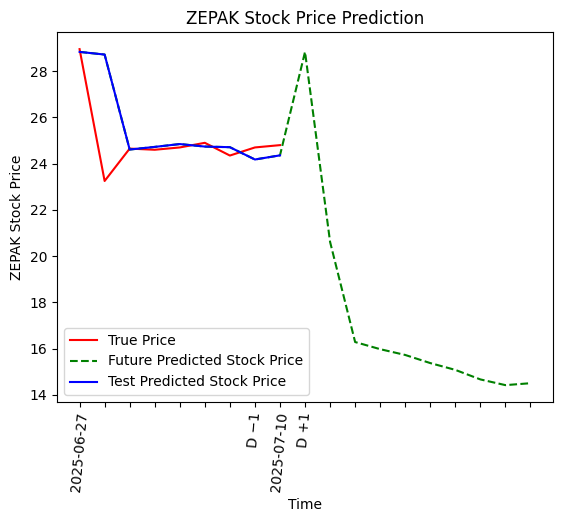 ZEPAK Stock Price Prediction
ZEPAK Stock Price
28
26
24
22
20
18
16
14
True Price
Future Predicted Stock Price
Test Predicted Stock Price
2025-06-27
D −1
2025-07-10
D +1
Time